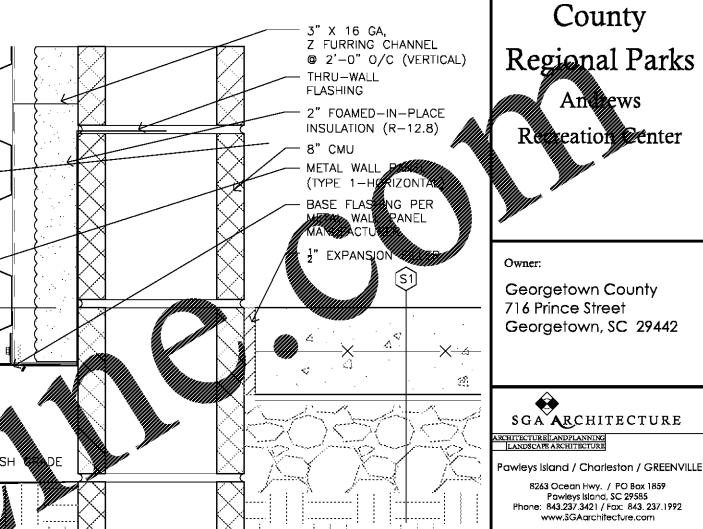 3" X 16 GA,
Z FURRING CHANNEL
@ 2'-0" O/C (VERTICAL)
THRU-WALL
FLASHING
2" FOAMED-IN-PLACE
INSULATION (R-12.8)
8" CMU
METAL WALL PANEL
(TYPE 1-HORIZONTAL)
BASE FLASHING PER
METAL WALL PANEL
MANUFACTURER
½" EXPANSION FILLER
S1
GRADE
ne.com
County
Regional Parks
Andrews
Recreation Center
Owner:
Georgetown County
716 Prince Street
Georgetown, SC 29442
SGA ARCHITECTURE
ARCHITECTURE LANDPLANNING
LANDSCAPE ARCHITECTURE
Pawleys Island / Charleston / GREENVILLE
8263 Ocean Hwy. / PO Box 1859
Pawleys Island, SC 29585
Phone: 843.237.3421 / Fax: 843.237.1992
www.SGAarchitecture.com